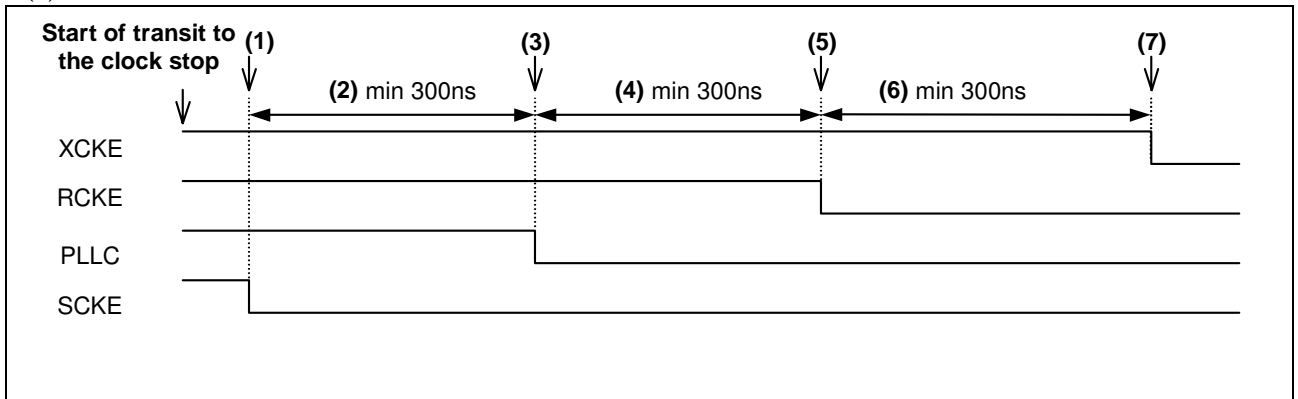 Start of transit to
the clock stop
(1)
(3)
(5)
(7)
(2) min 300ns
(4) min 300ns
(6) min 300ns
XCKE
RCKE
PLLC
SCKE